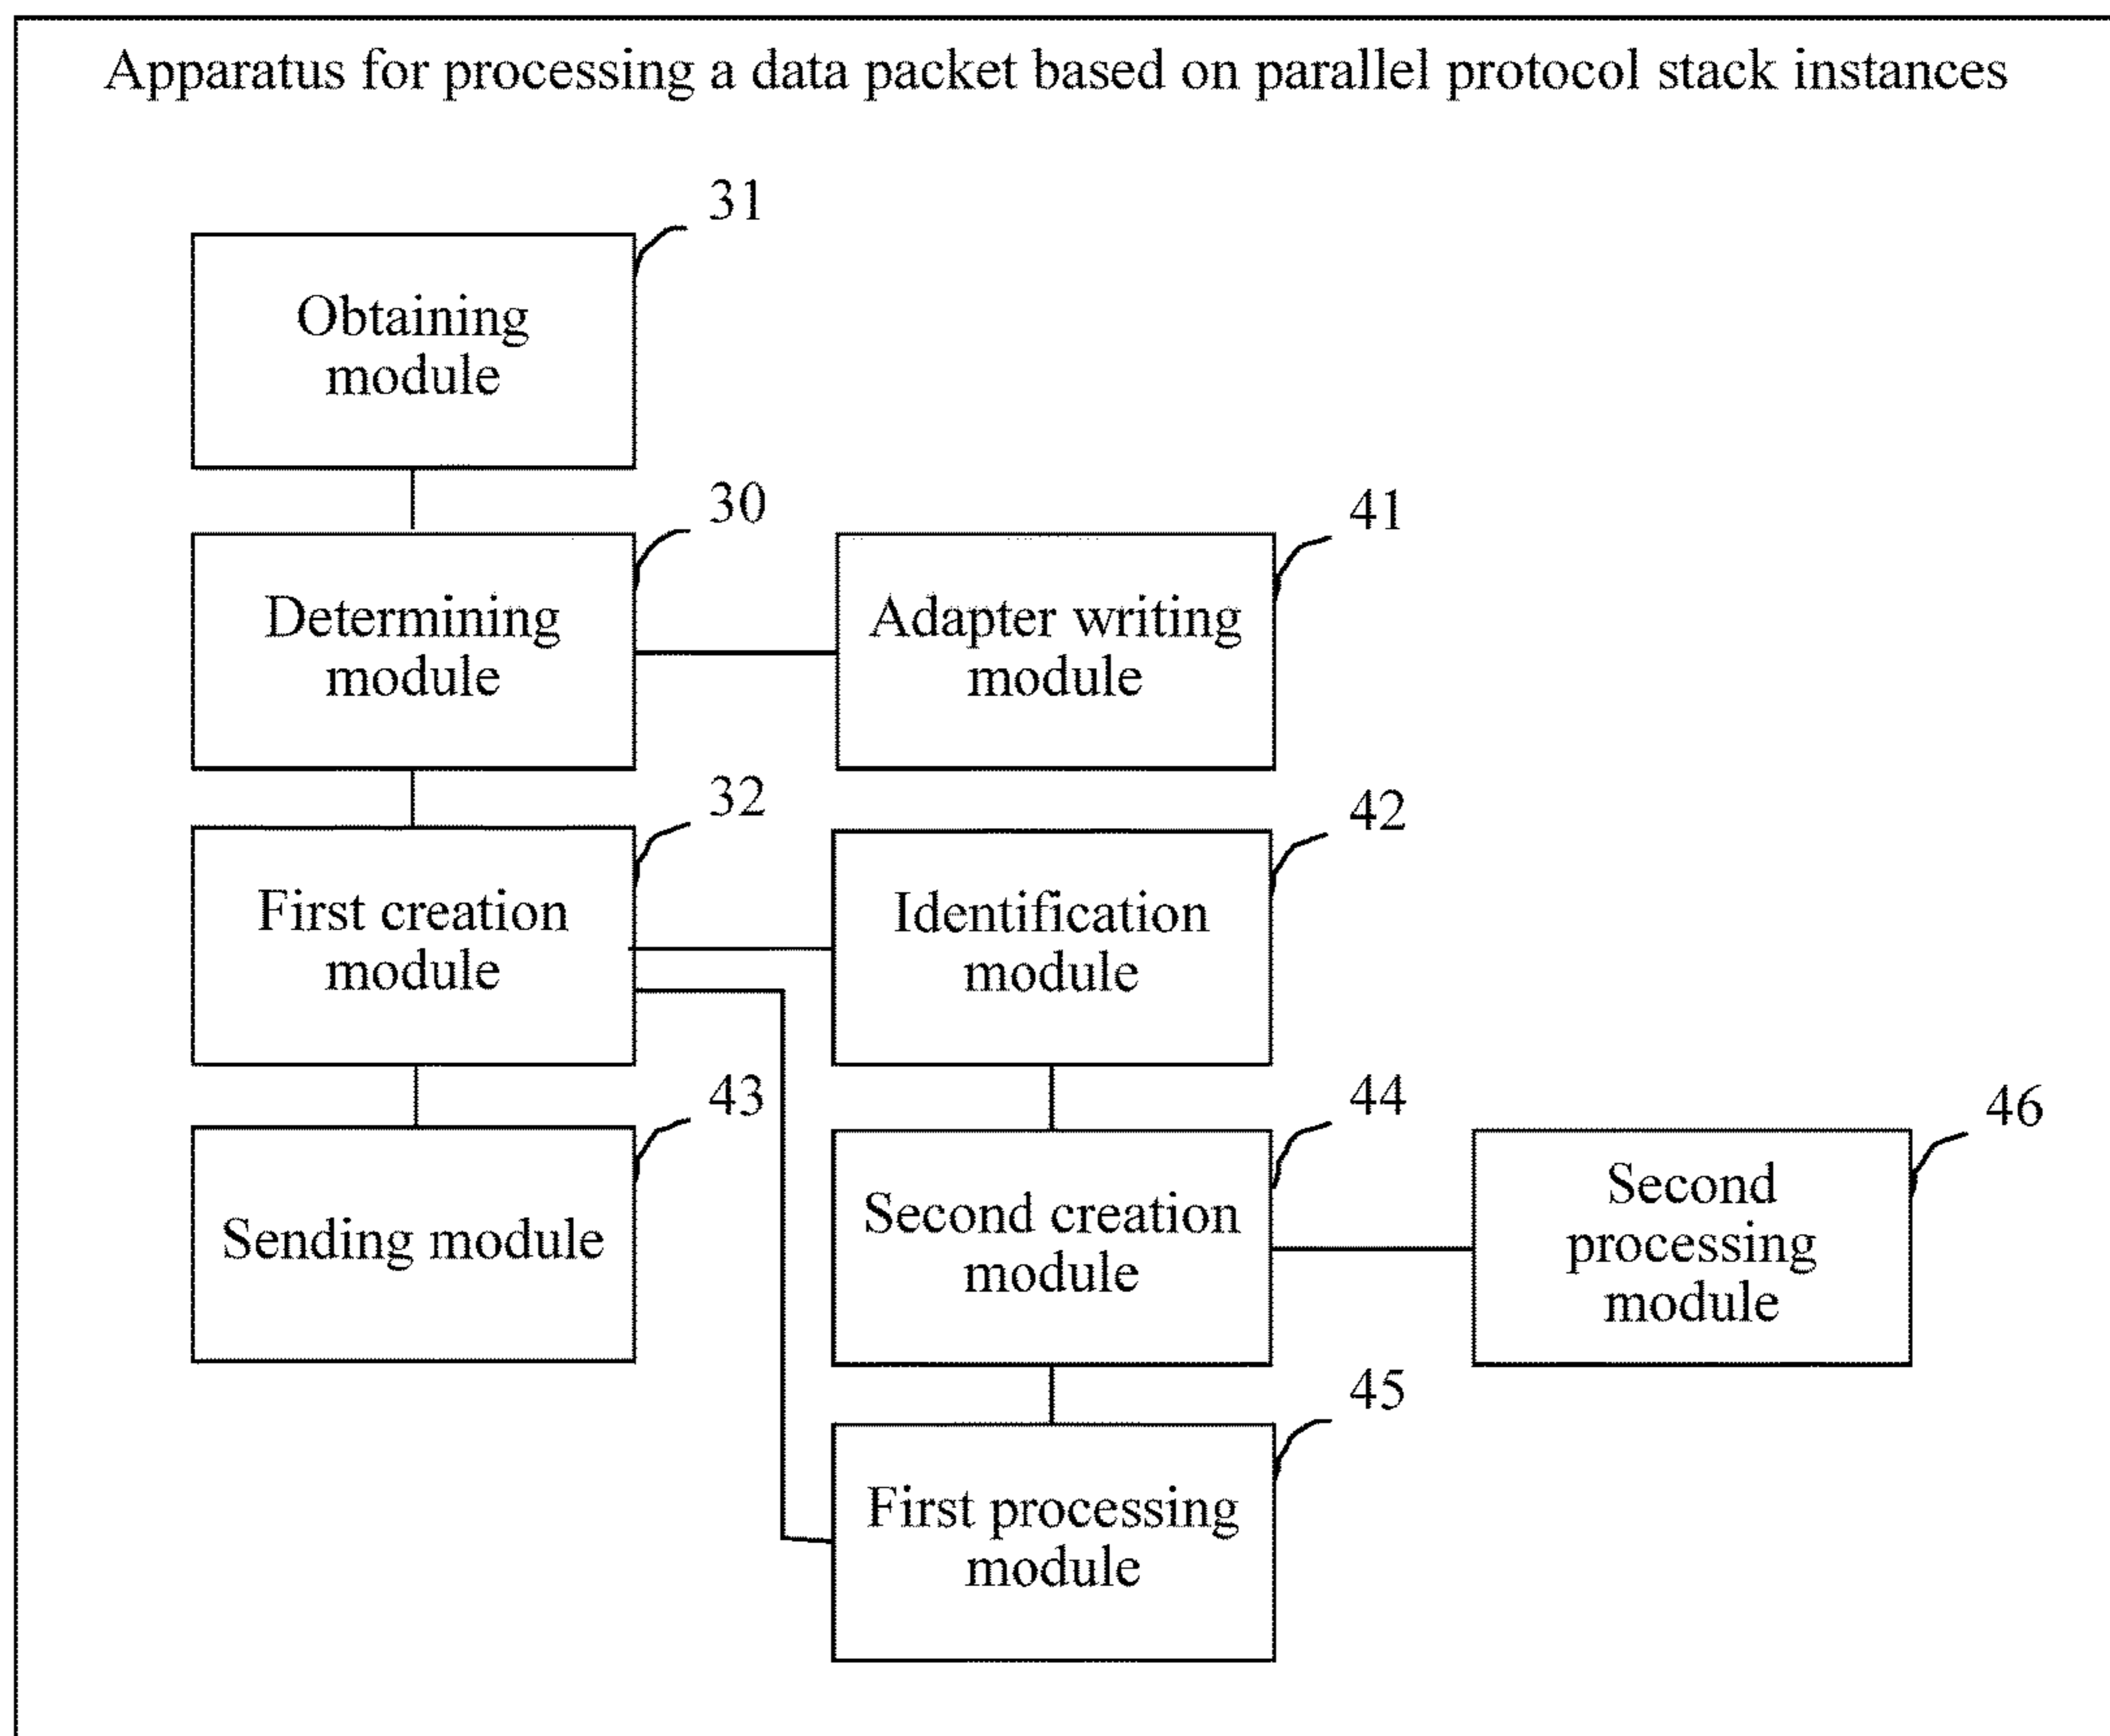 Apparatus for processing a data packet based on parallel protocol stack instances
31
Obtaining
module
30
Determining
module
41
Adapter writing
module
32
First creation
module
42
Identification
module
43
Sending module
44
Second creation
module
46
Second
processing
module
45
First processing
module